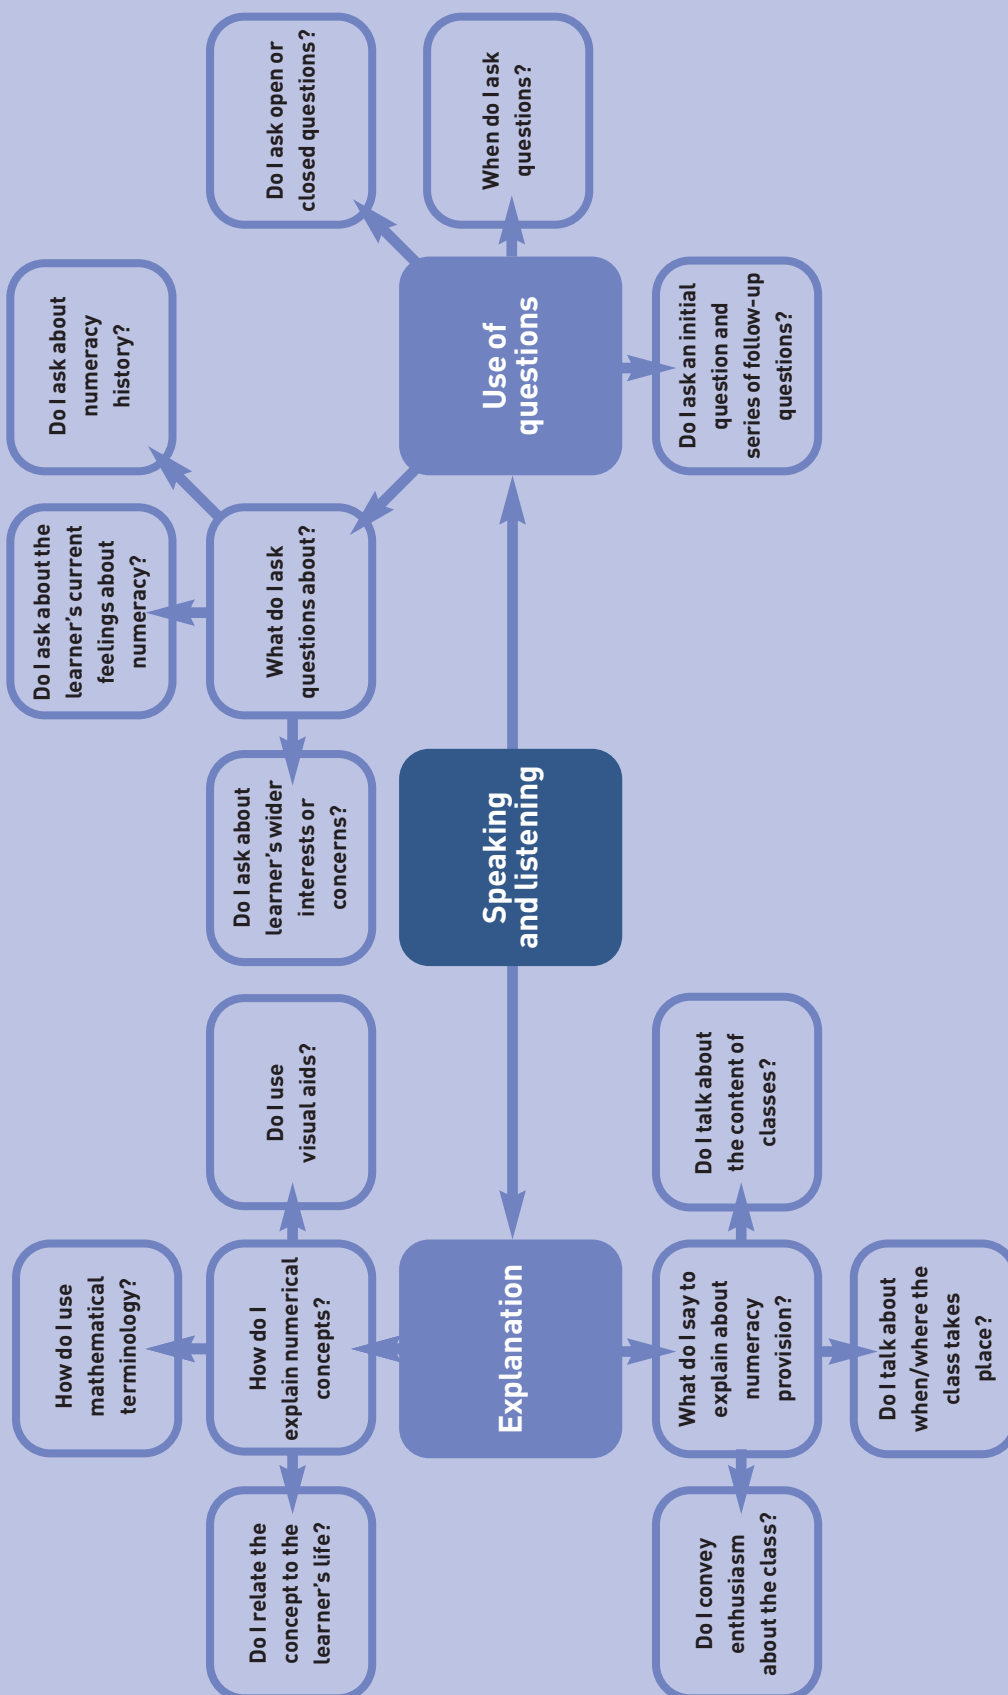 How do I use
mathematical
terminology?
Do I ask about the
learner's current
feelings about
numeracy?
Do I ask about
numeracy
history?
Do I relate the
concept to the
learner's life?
How do I
explain numerical
concepts?
Do I use
visual aids?
Do I ask about
learner's wider
interests or
concerns?
What do I ask
questions about?
Do I ask open or
closed questions?
Explanation
Speaking
and listening
Use of
questions
When do I ask
questions?
Do I convey
enthusiasm
about the class?
What do I say to
explain about
numeracy
provision?
Do I talk about
the content of
classes?
Do I ask an initial
question and
series of follow-up
questions?
Do I talk about
when/where the
class takes
place?